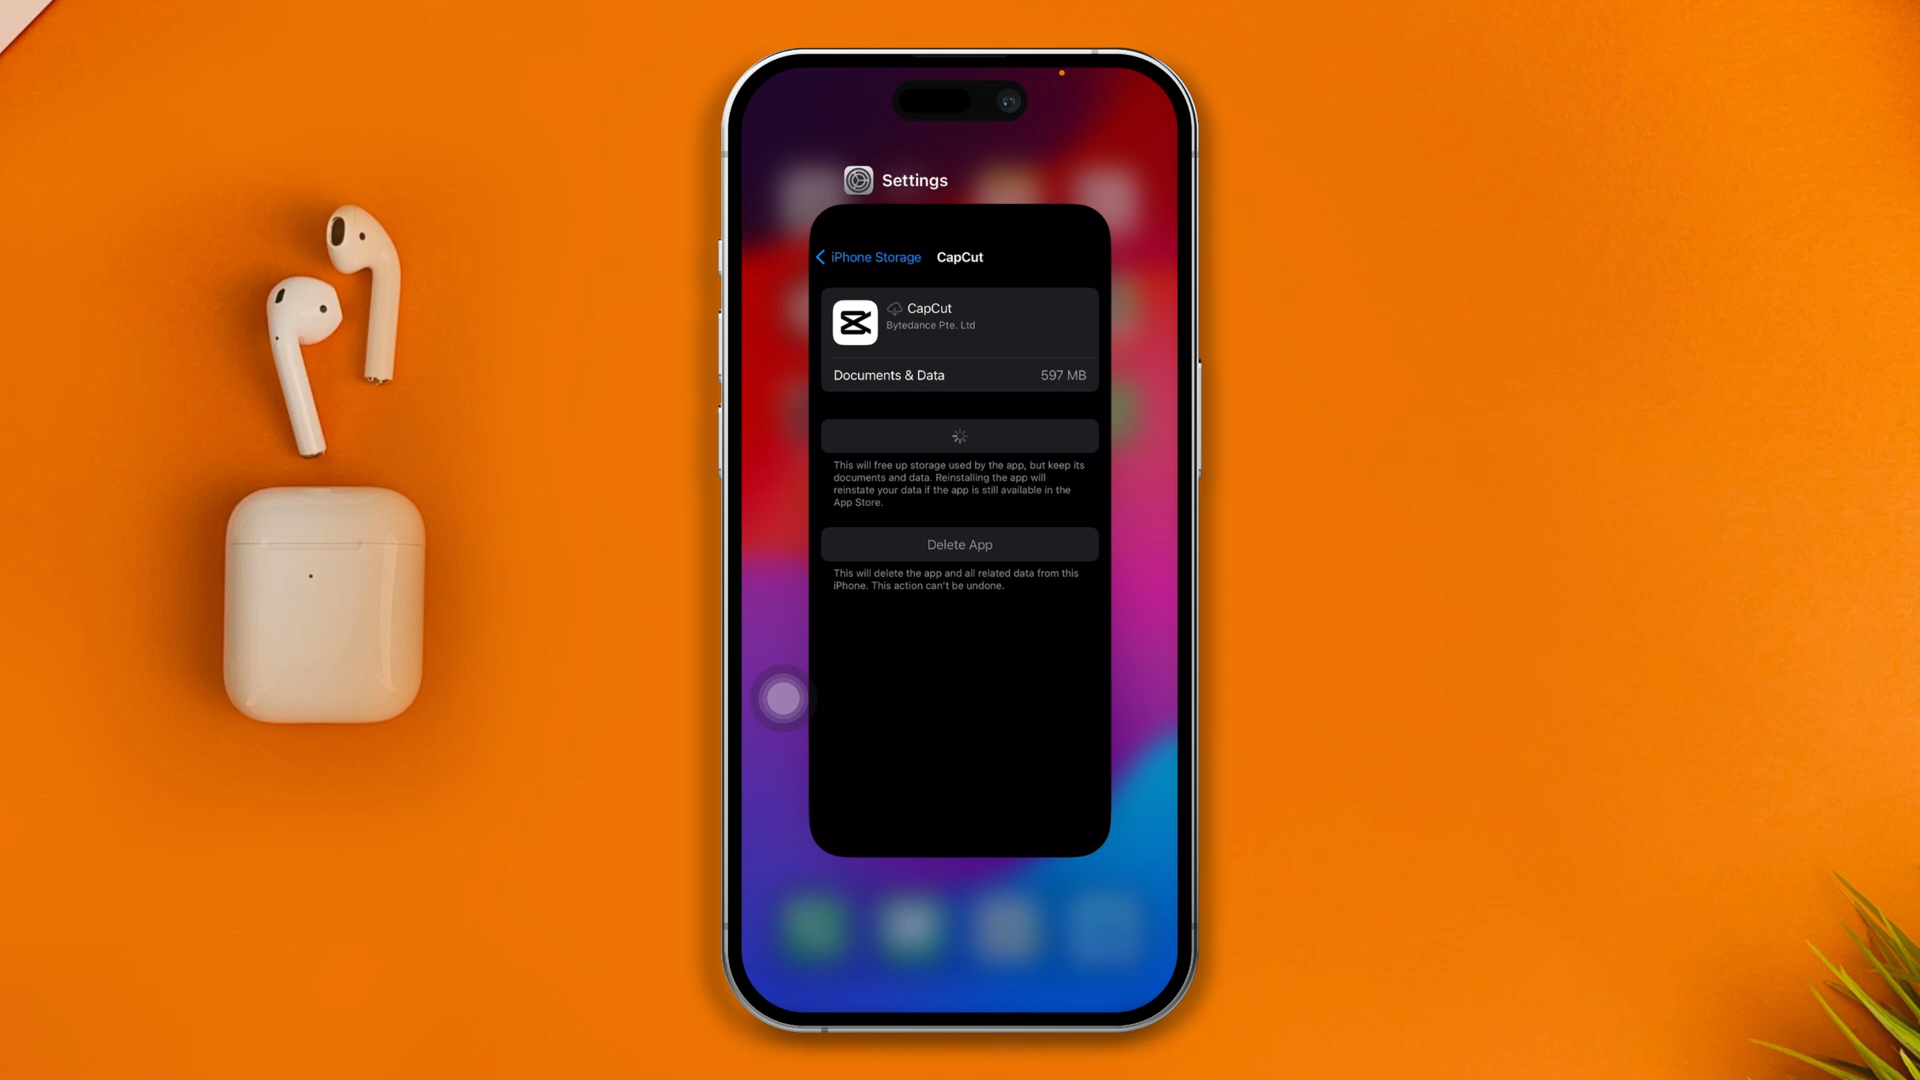 Settings
iPhone Storage CapCut
CapCut
Bytedance Pte. Ltd
Documents & Data 597 MB
This will free up storage used by the app, but keep its
documents and data. Reinstalling the app will
reinstate your data if the app is still available in the
App Store.
Delete App
This will delete the app and all related data from this
iPhone. This action can't be undone.